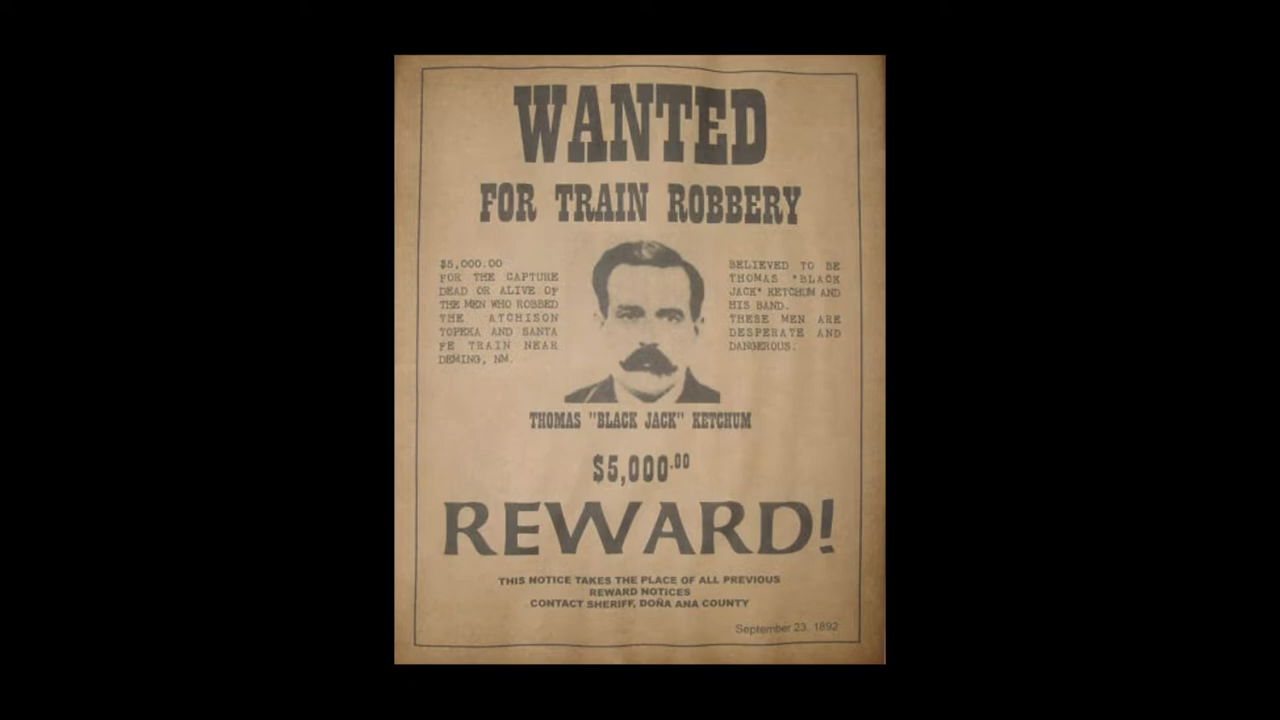 WANTED
FOR TRAIN ROBBERY
$5,000.00
FOR THE CAPTURE
DEAD OR ALIVE OF
THE MEN WHO ROBBED
THE ATCHISON
TOPEKA AND SANTA
FE TRAIN NEAR
DEMING, NM.
BELIEVED TO BE
THOMAS "BLACK
JACK" KETCHUM AND
HIS BAND.
THESE MEN ARE
DESPERATE AND
DANGEROUS.
THOMAS "BLACK JACK" KETCHUM
$5,000.00
REWARD!
THIS NOTICE TAKES THE PLACE OF ALL PREVIOUS
REWARD NOTICES
CONTACT SHERIFF, DOÑA ANA COUNTY
September 23, 1892